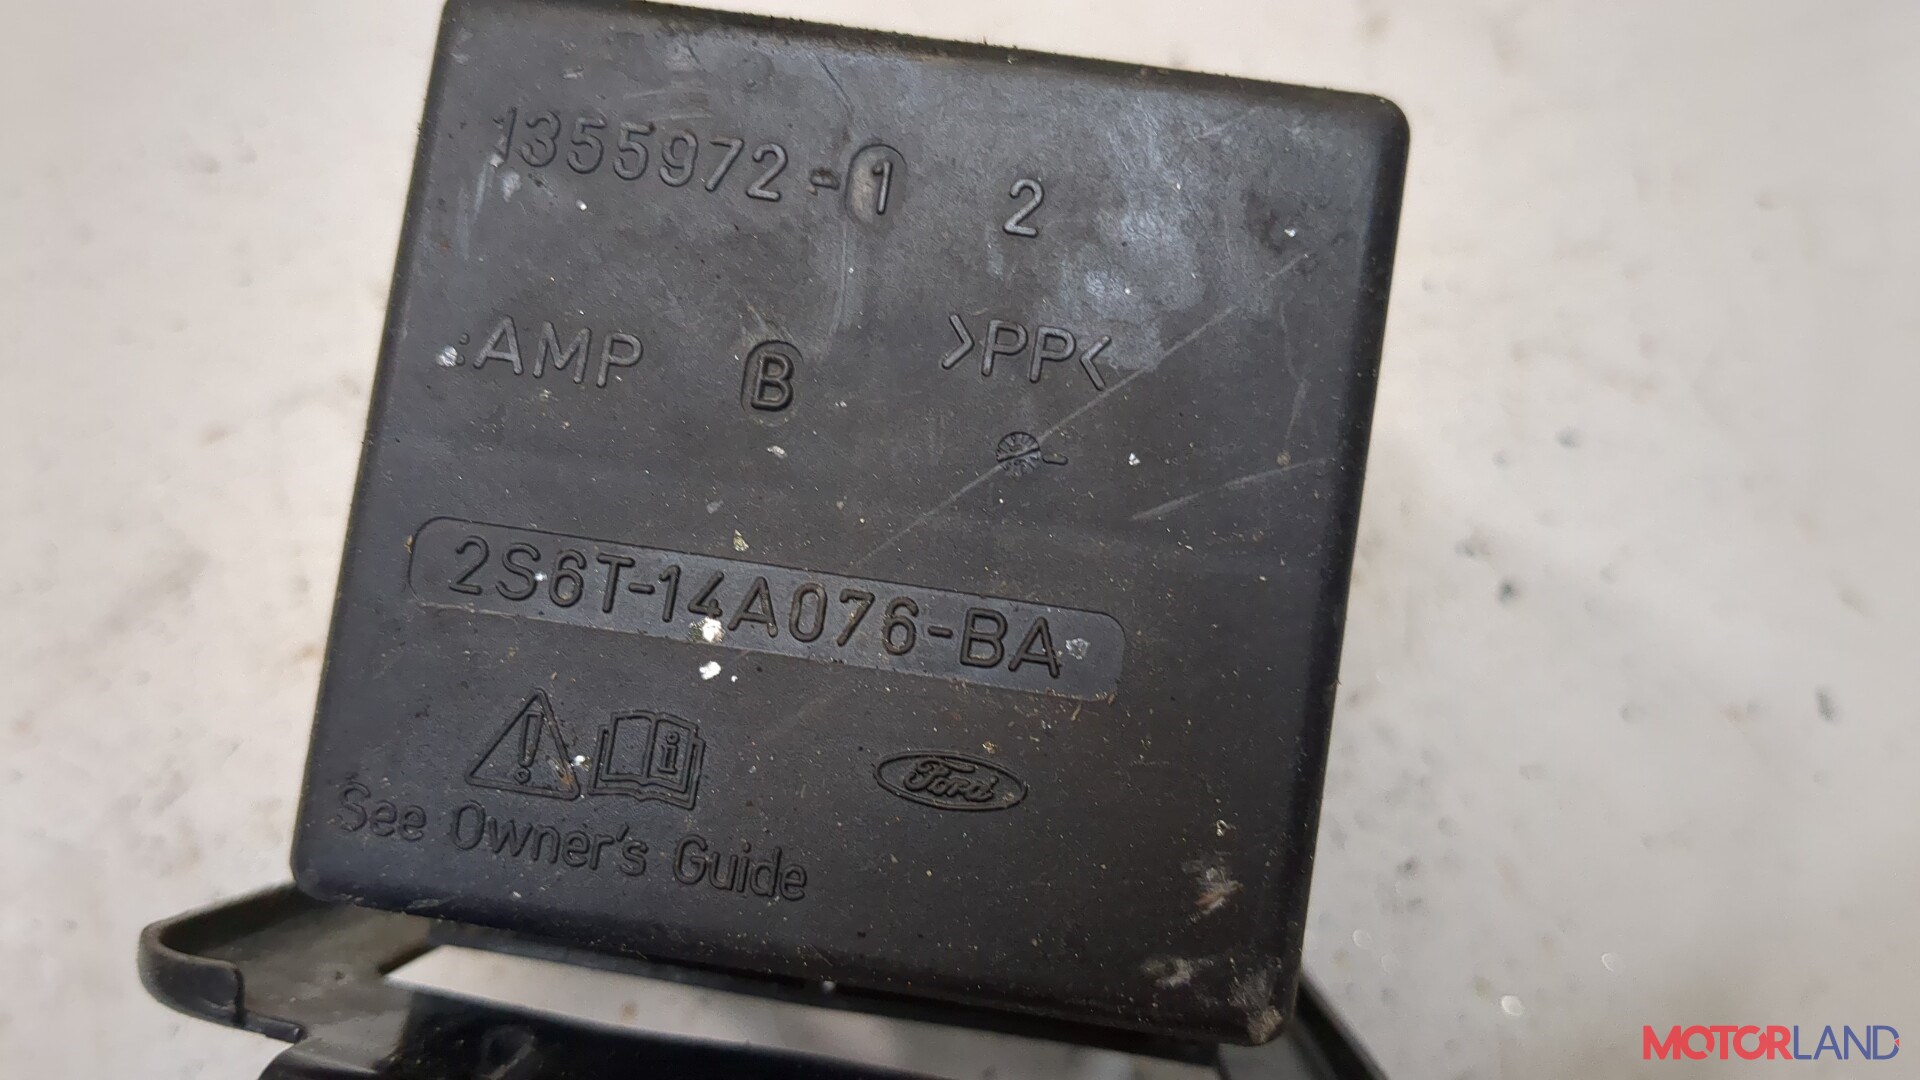 1355972-1 2
AMP B >PP<
2S6T-14A076-BA
Ford
See Owner's Guide
MOTORLAND